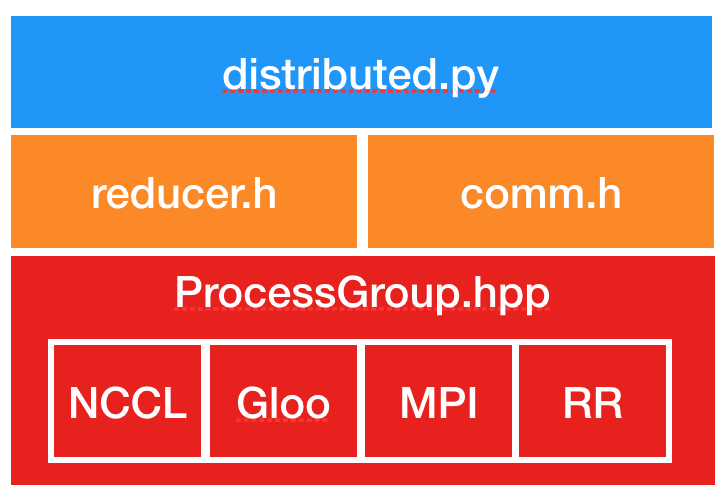 distributed.py
reducer.h comm.h
ProcessGroup.hpp
NCCL Gloo MPI RR